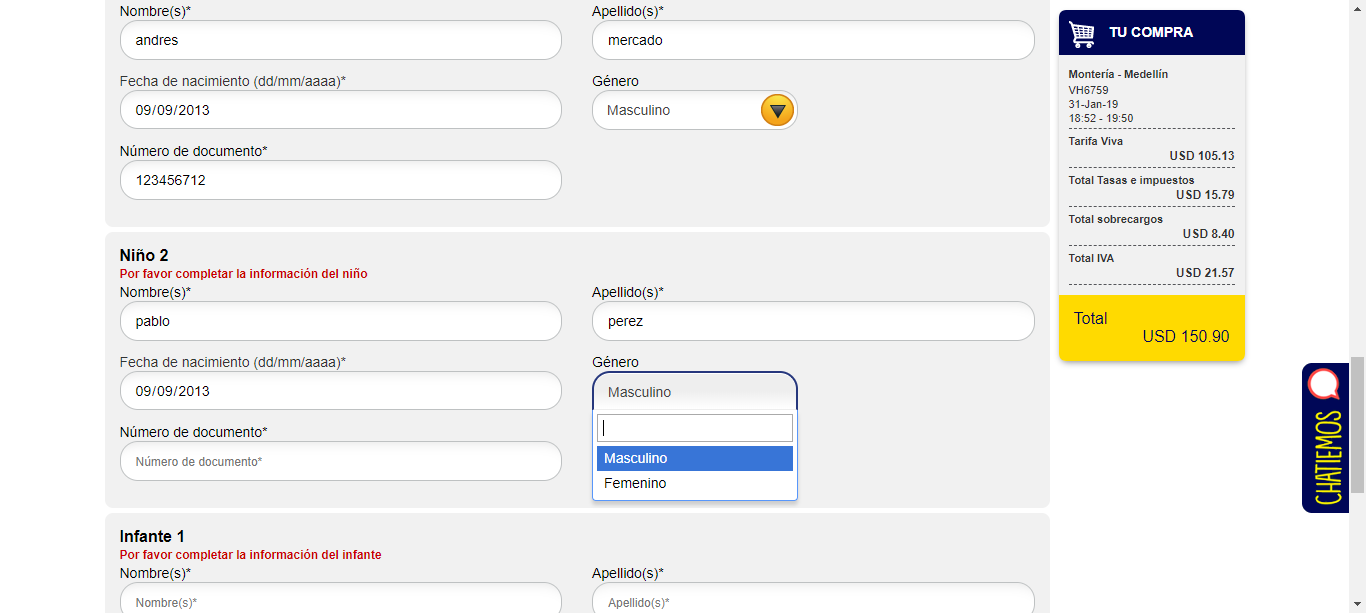 Nombre(s)*
Apellido(s)*
andres
mercado
Fecha de nacimiento (dd/mm/aaaa)*
Género
09/09/2013
Masculino
Número de documento*
123456712
Niño 2
Por favor completar la información del niño
Nombre(s)*
Apellido(s)*
pablo
perez
Fecha de nacimiento (dd/mm/aaaa)*
Género
09/09/2013
Masculino
Número de documento*
Número de documento*
Masculino
Femenino
Infante 1
Por favor completar la información del infante
Nombre(s)*
Apellido(s)*
Nombre(s)*
Apellido(s)*
TU COMPRA
Montería - Medellín
VH6759
31-Jan-19
18:52 - 19:50
Tarifa Viva
USD 105.13
Total Tasas e impuestos
USD 15.79
Total sobrecargos
USD 8.40
Total IVA
USD 21.57
Total
USD 150.90
CHATIEMOS